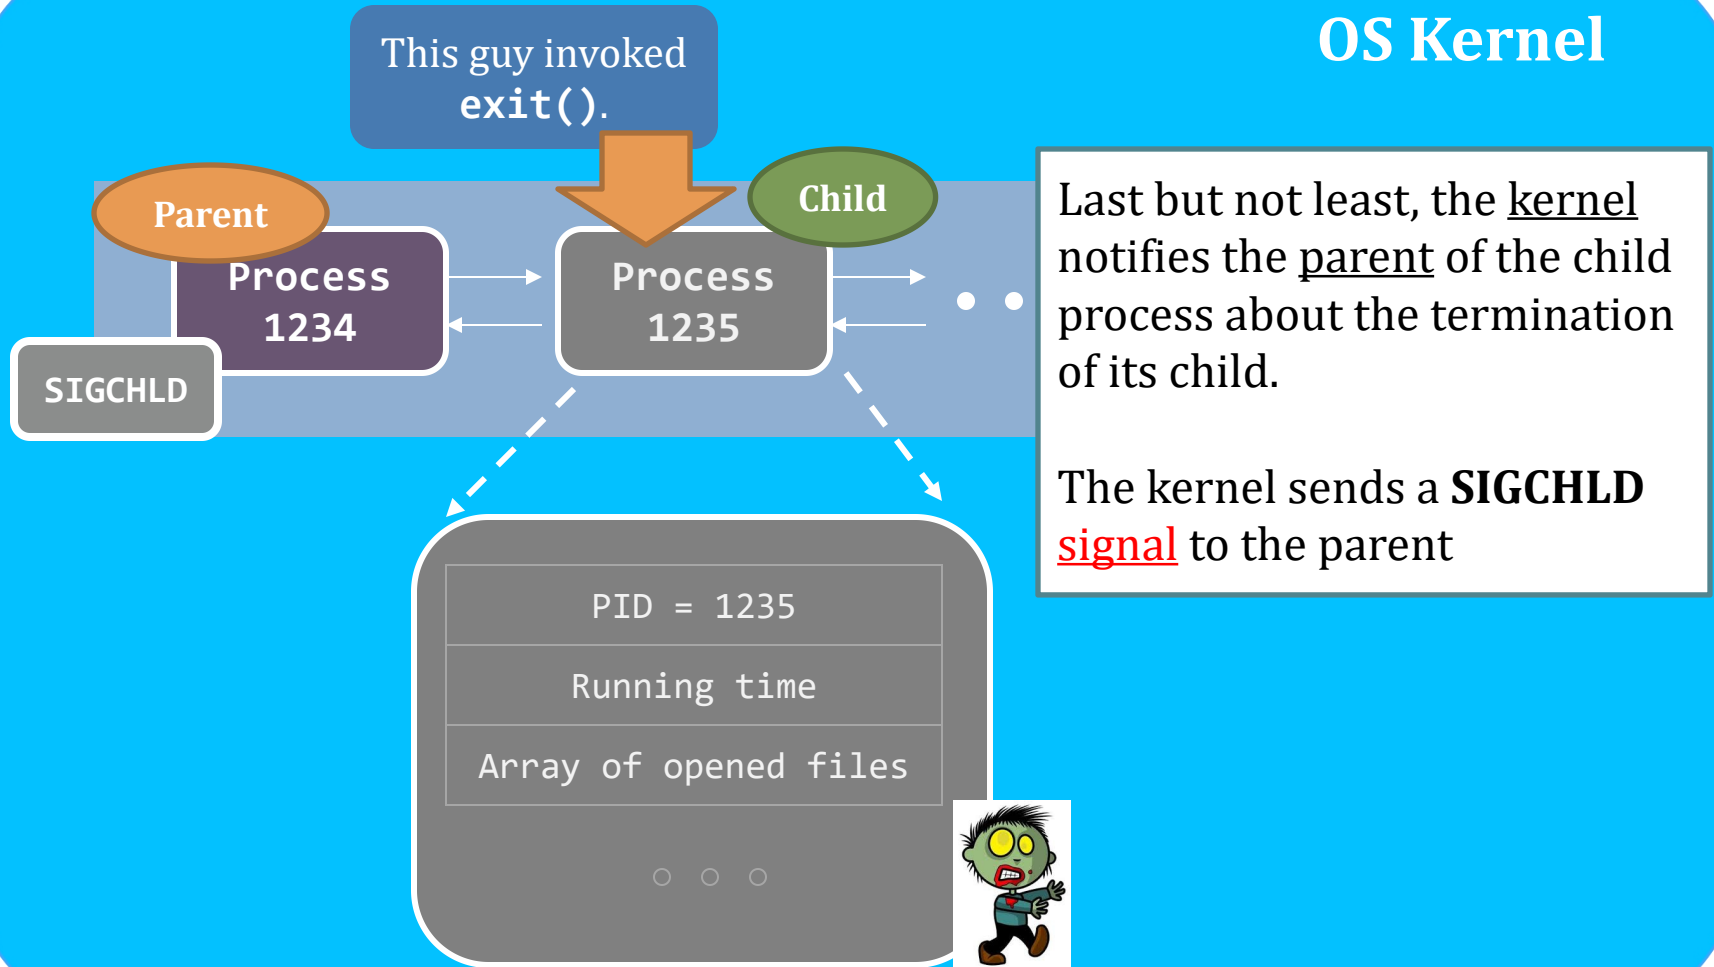 OS Kernel
This guy invoked
exit().
Parent
Child
Process
1234
Process
1235
SIGCHLD
Last but not least, the kernel
notifies the parent of the child
process about the termination
of its child.
The kernel sends a SIGCHLD
signal to the parent
PID = 1235
Running time
Array of opened files